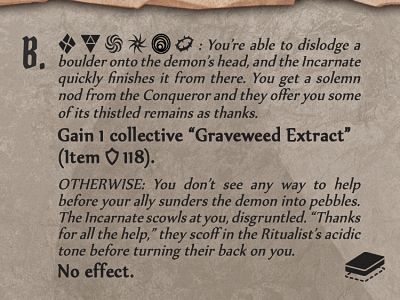 B. : You're able to dislodge a
boulder onto the demon's head, and the Incarnate
quickly finishes it from there. You get a solemn
nod from the Conqueror and they offer you some
of its thistled remains as thanks.
Gain 1 collective “Graveweed Extract”
(Item 118).
OTHERWISE: You don't see any way to help
before your ally sunders the demon into pebbles.
The Incarnate scowls at you, disgruntled. “Thanks
for all the help,” they scoff in the Ritualist's acidic
tone before turning their back on you.
No effect.